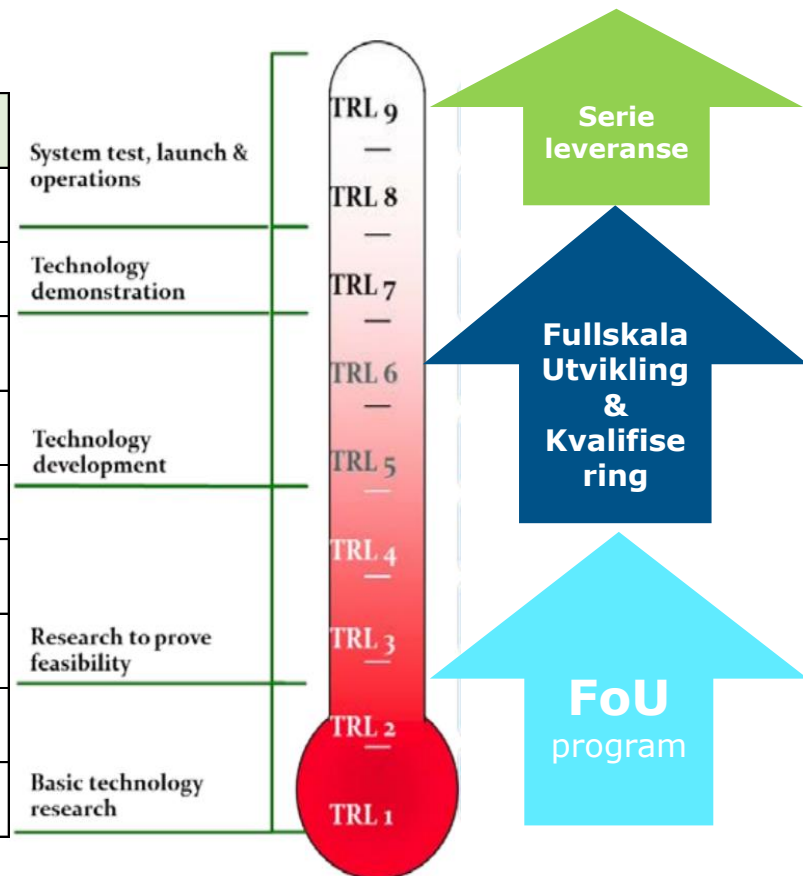 System test, launch &
operations
Technology
demonstration
Technology
development
Research to prove
feasibility
Basic technology
research
TRL 9
TRL 8
TRL 7
TRL 6
TRL 5
TRL 4
TRL 3
TRL 2
TRL 1
Serie
leveranse
Fullskala
Utvikling
&
Kvalifise
ring
FoU
program